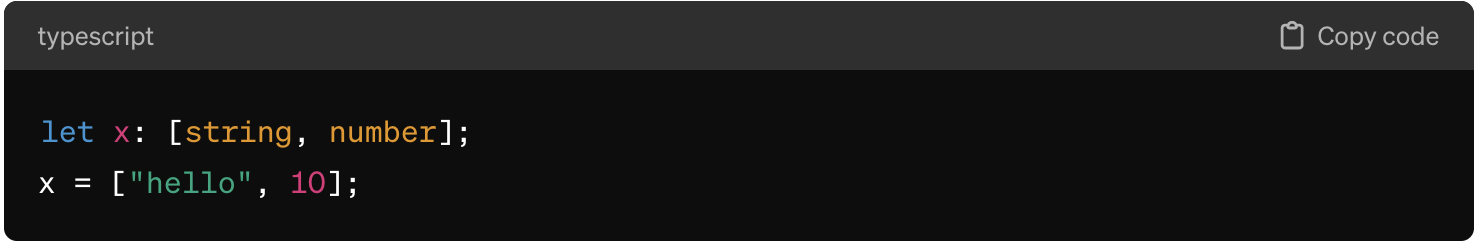 typescript
Copy code
let x: [string, number];
x = ["hello", 10];